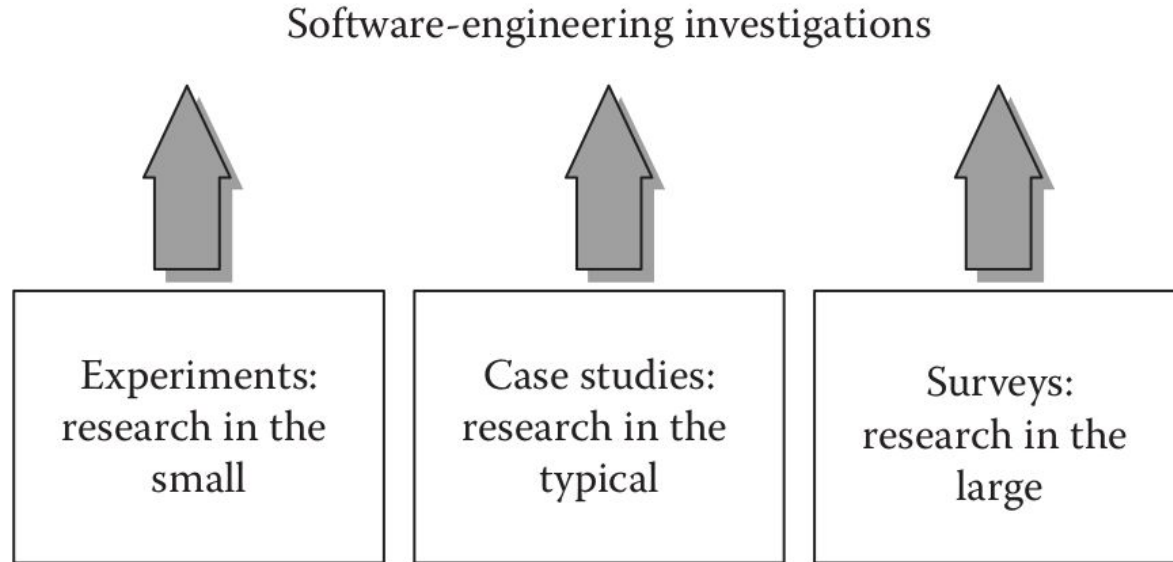 Software-engineering investigations
Experiments:
research in the
small
Case studies:
research in the
typical
Surveys:
research in the
large